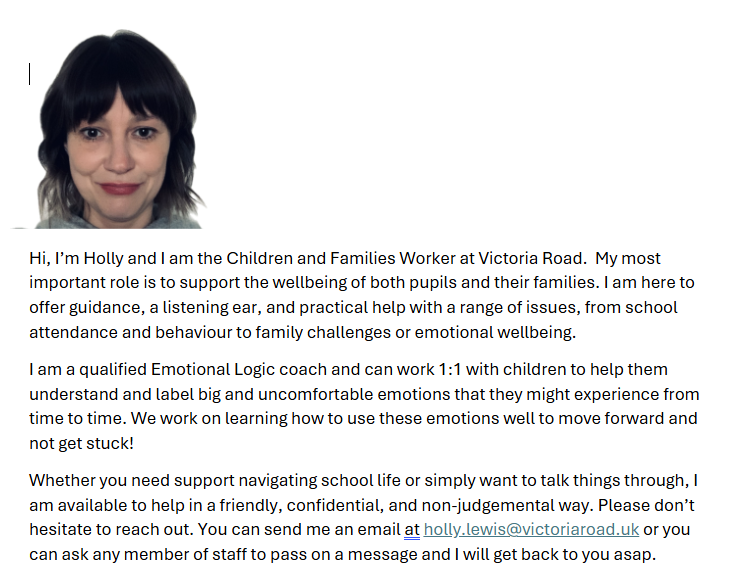 Hi, I’m Holly and I am the Children and Families Worker at Victoria Road.  My most
important role is to support the wellbeing of both pupils and their families. I am here to
offer guidance, a listening ear, and practical help with a range of issues, from school
attendance and behaviour to family challenges or emotional wellbeing.
I am a qualified Emotional Logic coach and can work 1:1 with children to help them
understand and label big and uncomfortable emotions that they might experience from
time to time. We work on learning how to use these emotions well to move forward and
not get stuck!
Whether you need support navigating school life or simply want to talk things through, I
am available to help in a friendly, confidential, and non-judgemental way. Please don’t
hesitate to reach out. You can send me an email at holly.lewis@victoriaroad.uk or you
can ask any member of staff to pass on a message and I will get back to you asap.